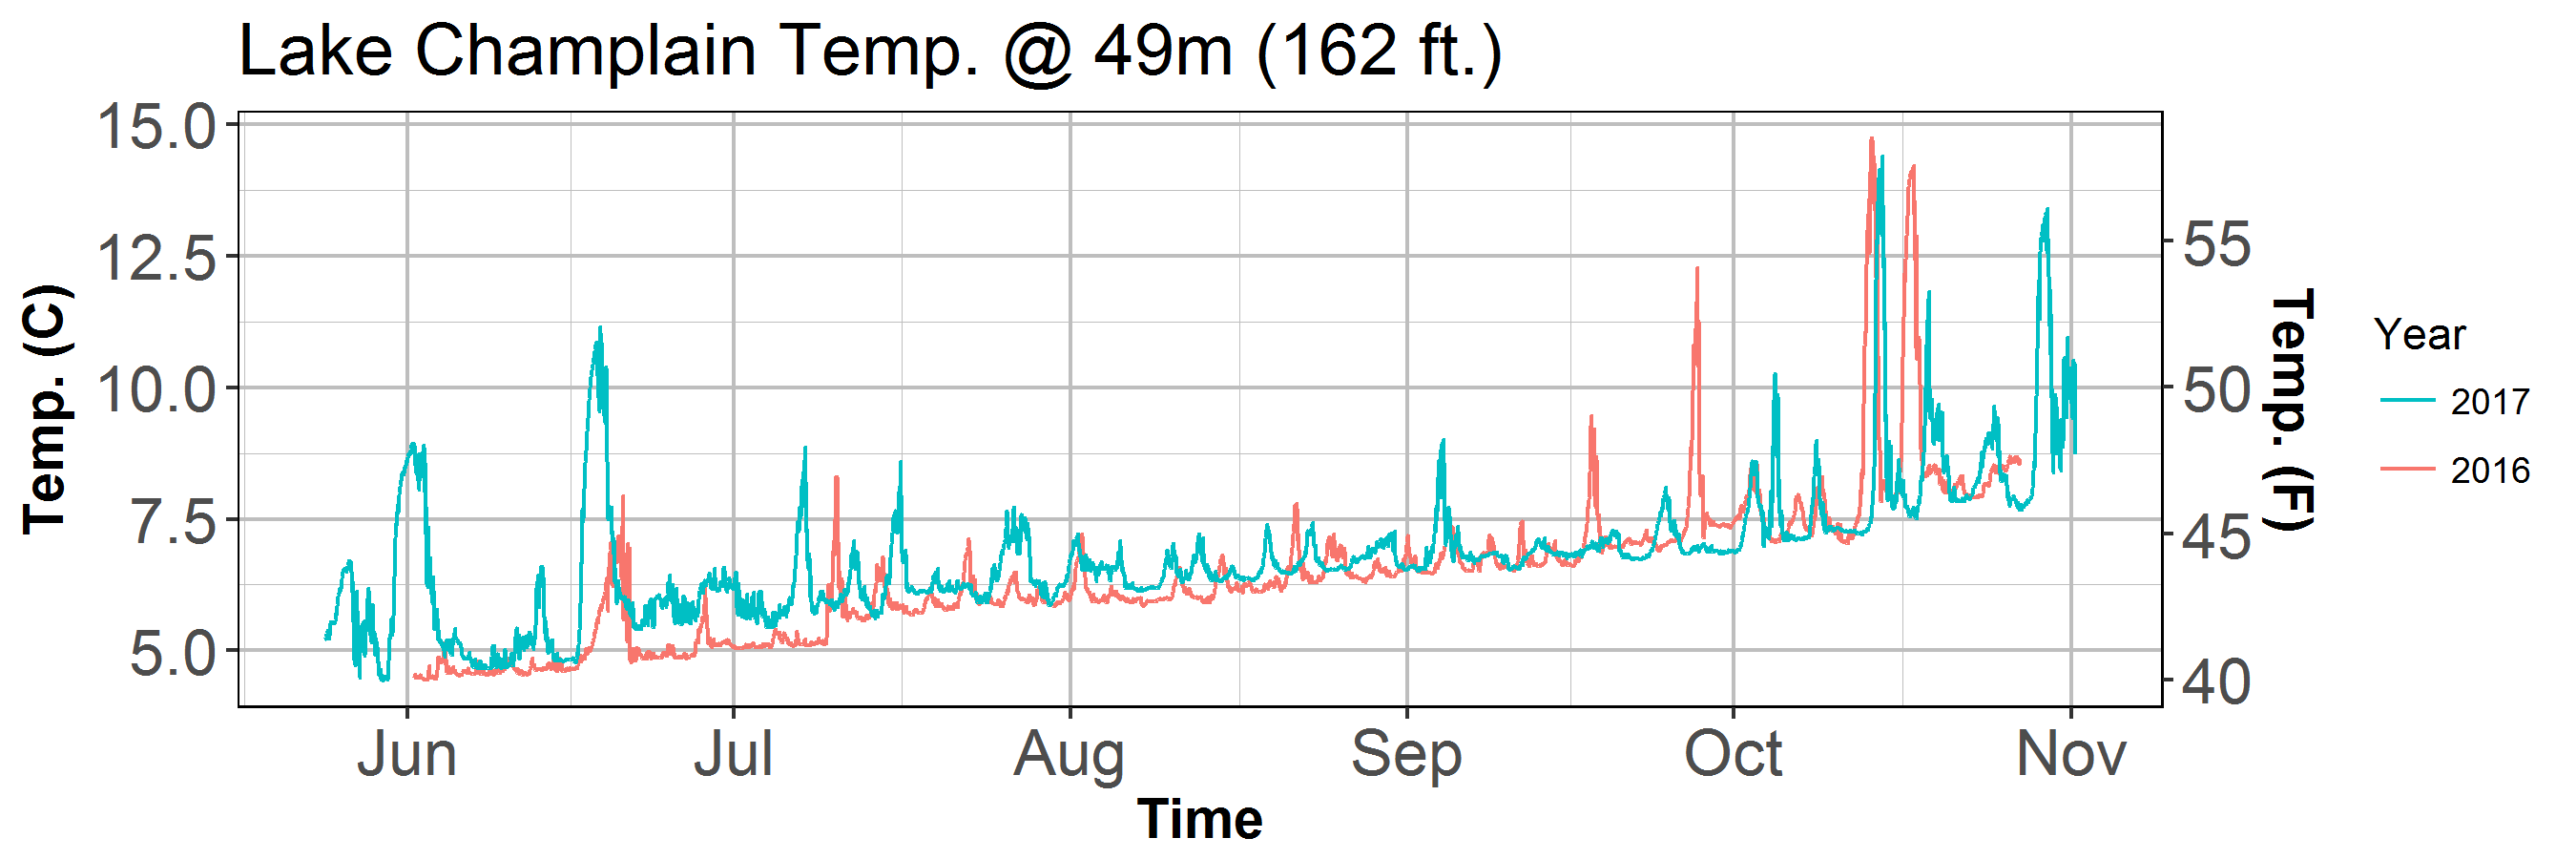 Lake Champlain Temp. @ 49m (162 ft.)
15.0
12.5
10.0
7.5
5.0
Temp. (C)
55
50
45
40
Temp. (F)
Jun Jul Aug Sep Oct Nov
Time
Year
2017
2016